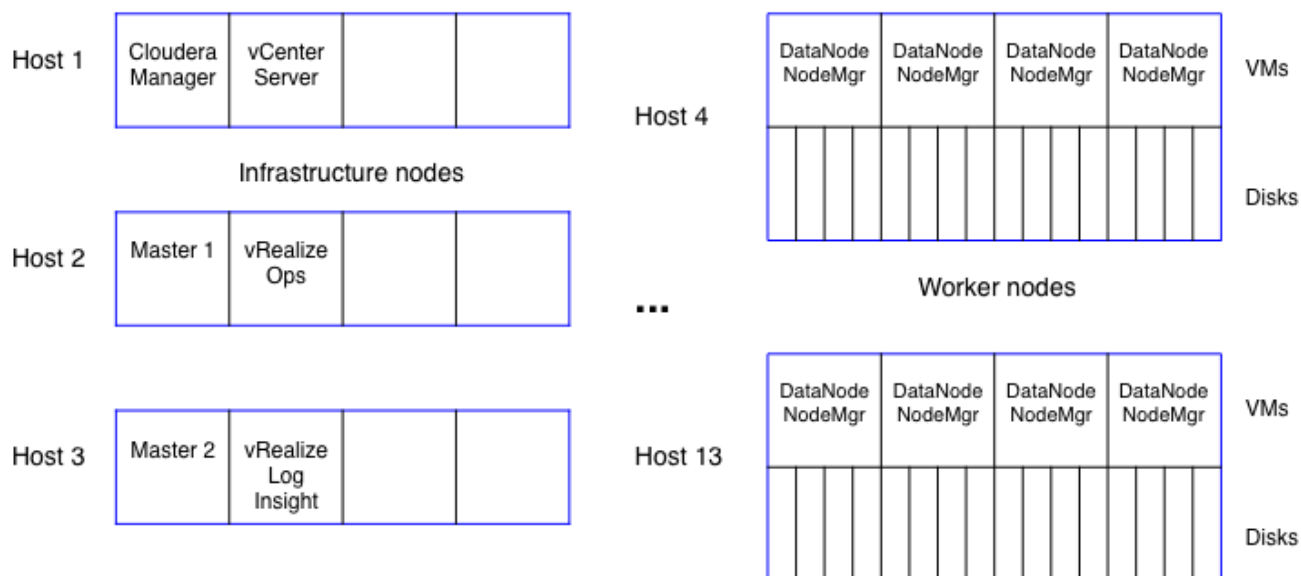 Host 1
Cloudera
Manager
vCenter
Server
Infrastructure nodes
Host 2
Master 1
vRealize
Ops
Host 3
Master 2
vRealize
Log
Insight
Host 4
DataNode
NodeMgr
DataNode
NodeMgr
DataNode
NodeMgr
DataNode
NodeMgr
VMs
Disks
Worker nodes
...
Host 13
DataNode
NodeMgr
DataNode
NodeMgr
DataNode
NodeMgr
DataNode
NodeMgr
VMs
Disks